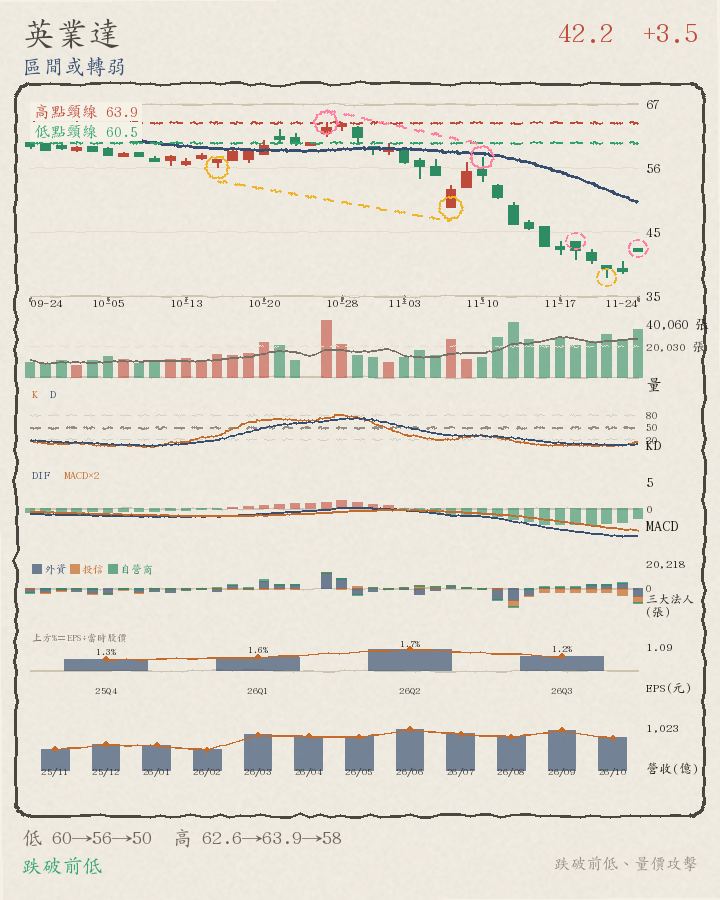 英業達
42.2 +3.5
區間或轉弱
高點頸線 63.9
低點頸線 60.5
67
56
45
35
09-24 10-05 10-13 10-20 10-28 11-03 11-10 11-17 11-24
40,060 張
20,030 張
量
K D
80
50
20
KD
DIF MACD×2
5
0
MACD
外資 投信 自營商
20,218
0
三大法人
(張)
上方%=EPS÷當時股價
1.3% 1.6% 1.7% 1.2%
1.09
25Q4 26Q1 26Q2 26Q3
EPS(元)
1,023
25/11 25/12 26/01 26/02 26/03 26/04 26/05 26/06 26/07 26/08 26/09 26/10
營收(億)
低 60→56→50 高 62.6→63.9→58
跌破前低
跌破前低、量價攻擊